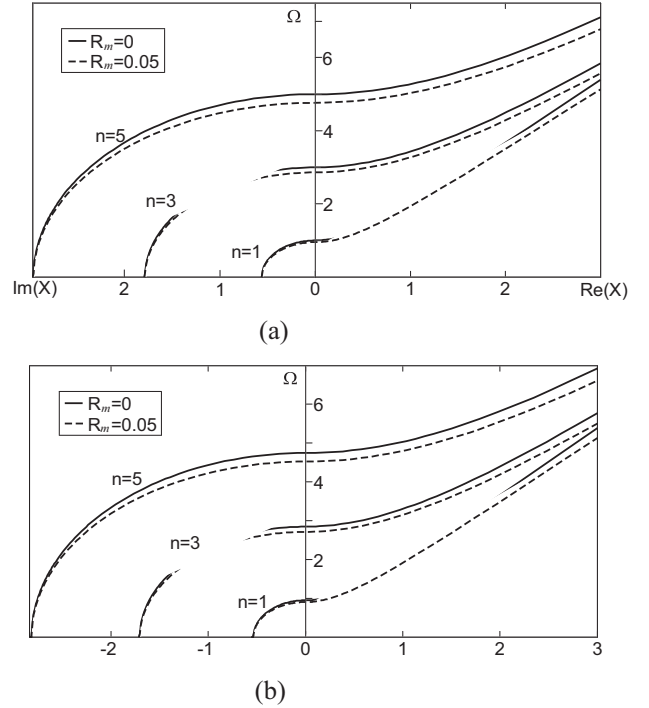 Ω
R_m=0
R_m=0.05
6
4
2
n=5
n=3
n=1
Im(X) 2 1 0 1 2 Re(X)
(a)
Ω
R_m=0
R_m=0.05
6
4
2
n=5
n=3
n=1
-2 -1 0 1 2 3
(b)